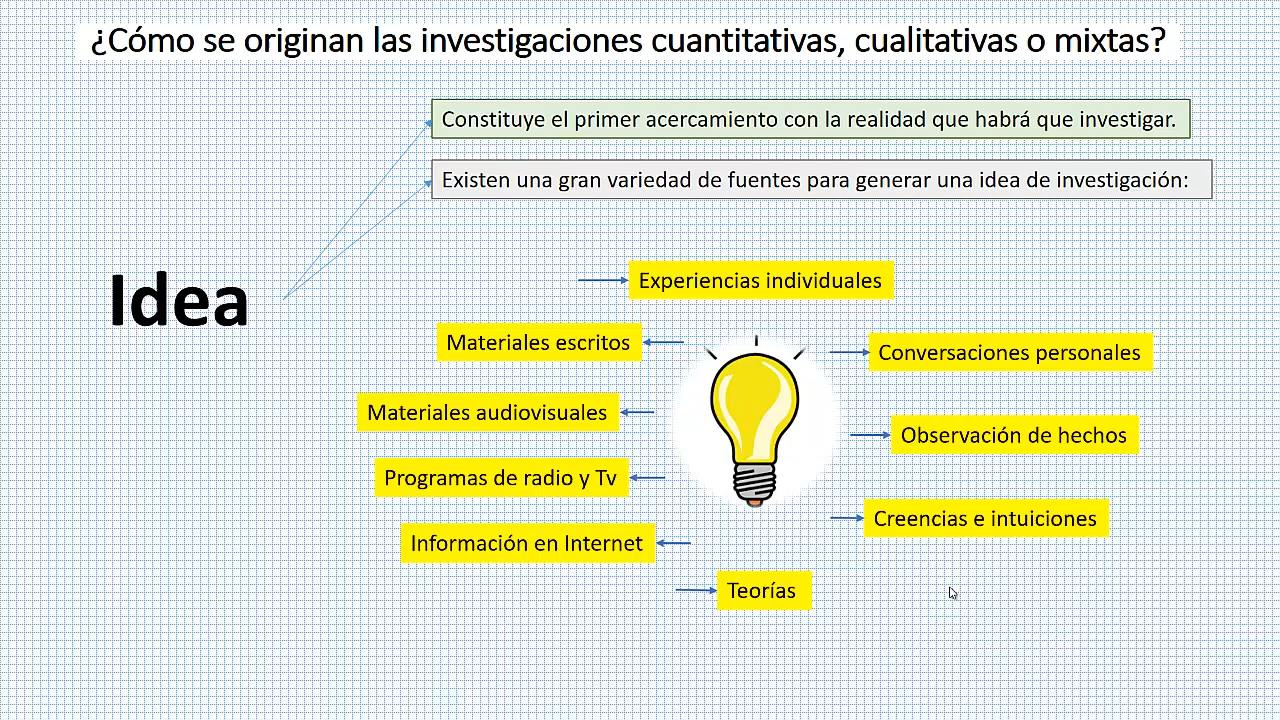 ¿Cómo se originan las investigaciones cuantitativas, cualitativas o mixtas?
Constituye el primer acercamiento con la realidad que habrá que investigar.
Existen una gran variedad de fuentes para generar una idea de investigación:
Idea
Experiencias individuales
Materiales escritos
Conversaciones personales
Materiales audiovisuales
Observación de hechos
Programas de radio y Tv
Creencias e intuiciones
Información en Internet
Teorías